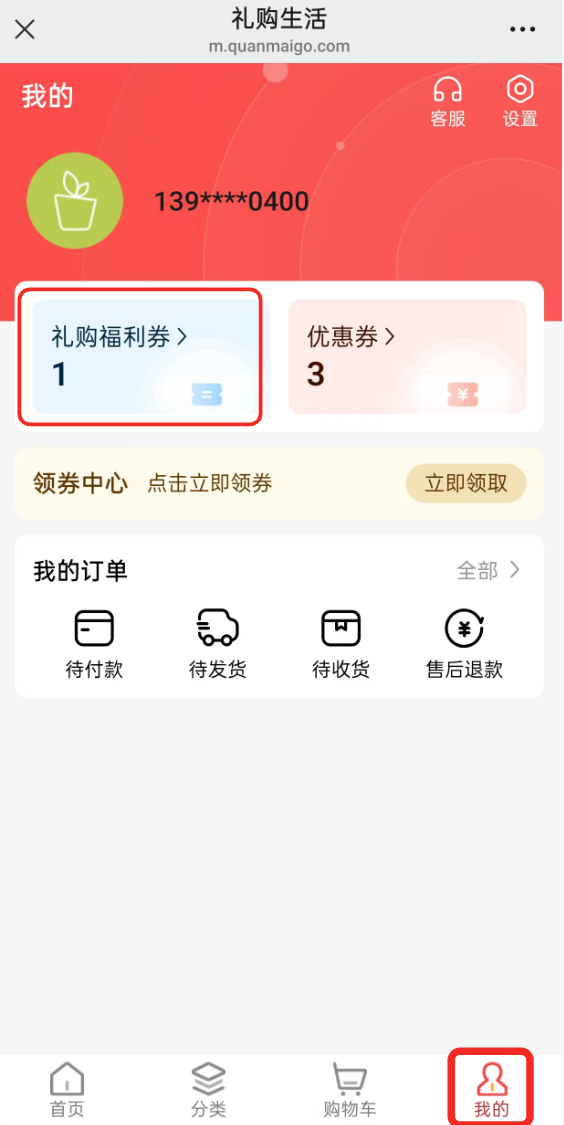 礼购生活
m.quanmaigo.com
我的
客服
设置
139****0400
礼购福利券
1
优惠券
3
领券中心 点击立即领券 立即领取
我的订单 全部
待付款 待发货 待收货 售后退款
首页 分类 购物车 我的